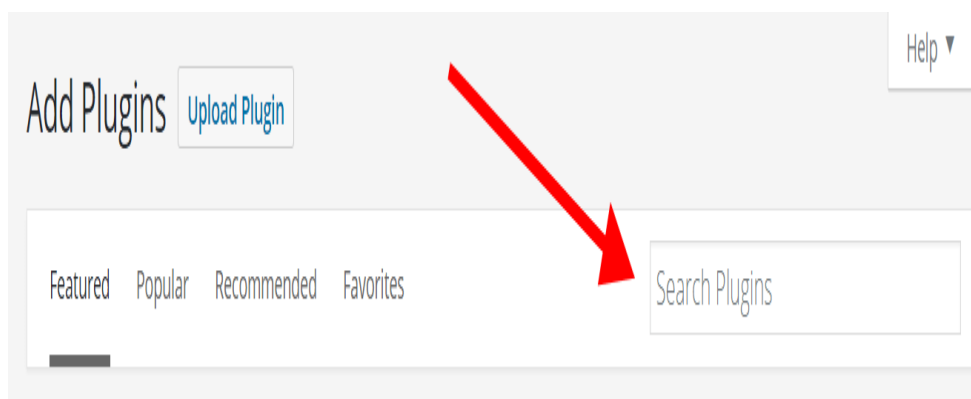 Help ▼
Add Plugins Upload Plugin
Featured Popular Recommended Favorites Search Plugins